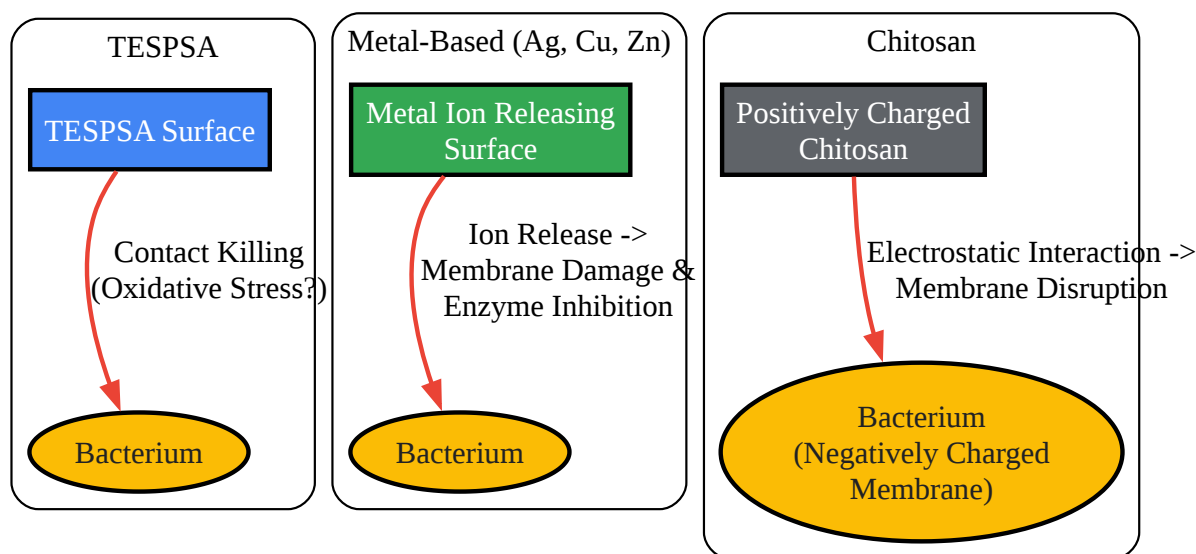 TESPSA
TESPSA Surface
Contact Killing
(Oxidative Stress?)
Bacterium
Metal-Based (Ag, Cu, Zn)
Metal Ion Releasing
Surface
Ion Release ->
Membrane Damage &
Enzyme Inhibition
Bacterium
Chitosan
Positively Charged
Chitosan
Electrostatic Interaction ->
Membrane Disruption
Bacterium
(Negatively Charged
Membrane)